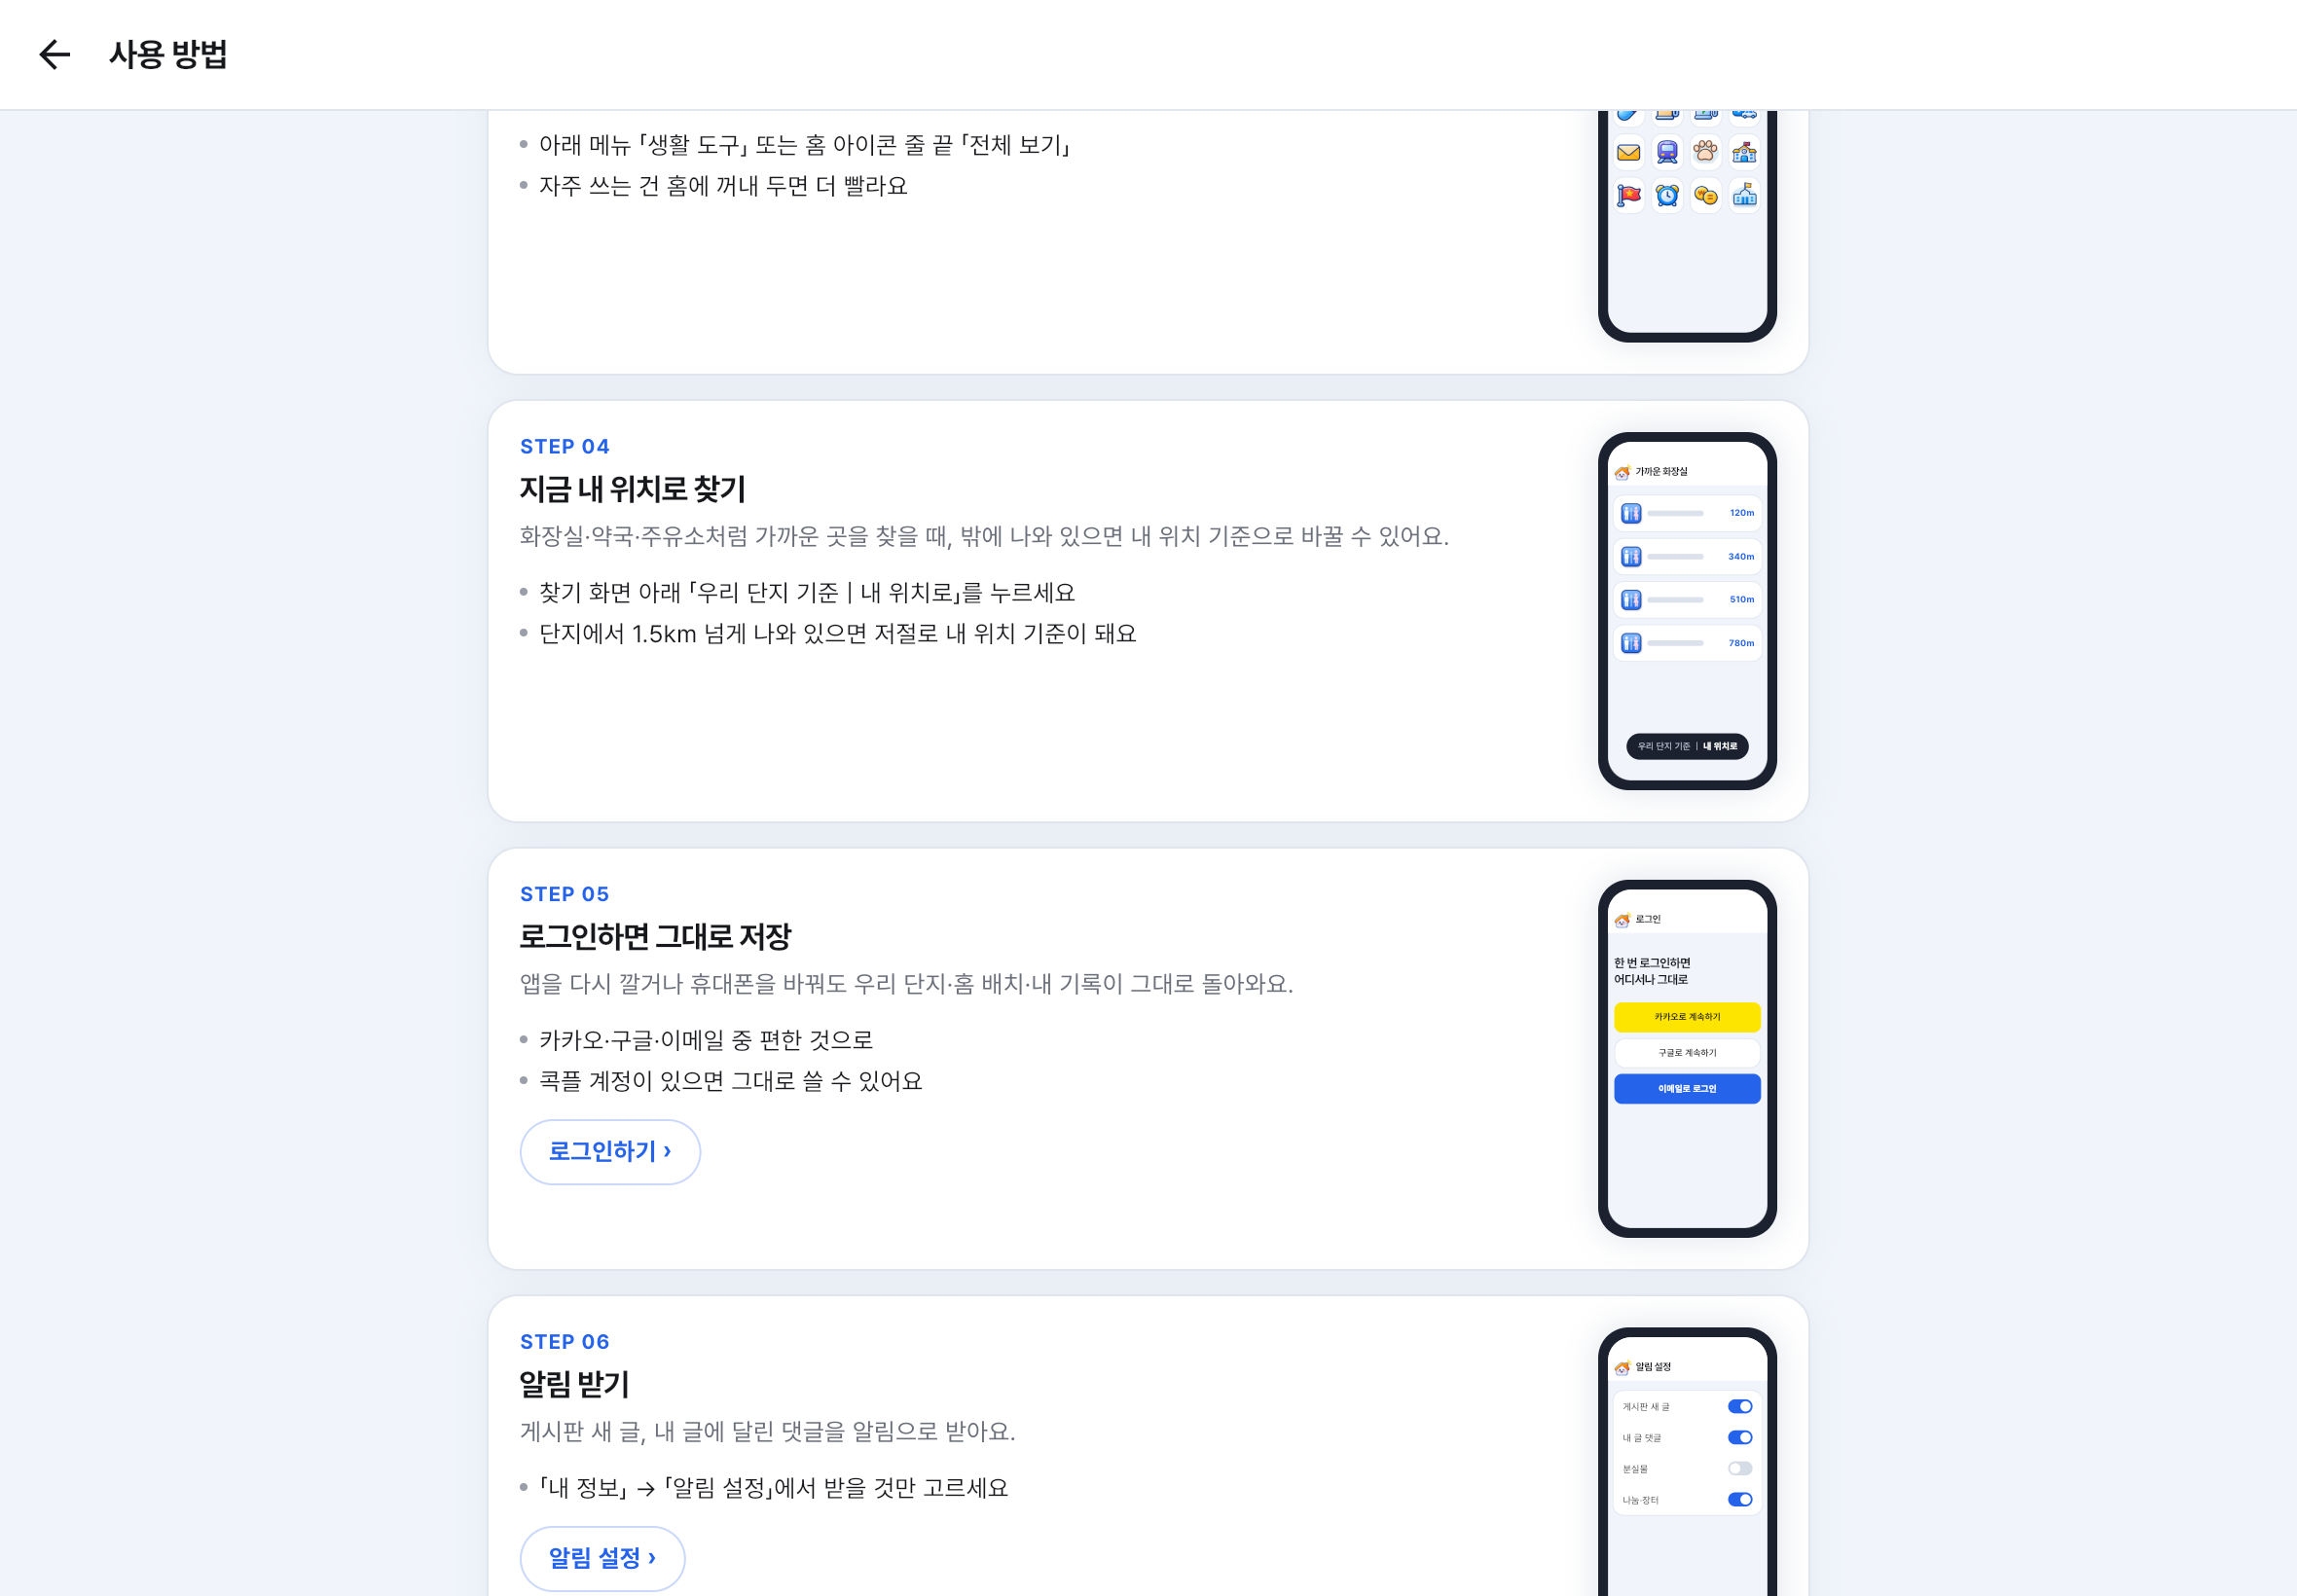 사용 방법
아래 메뉴 「생활 도구」 또는 홈 아이콘 줄 끝 「전체 보기」
자주 쓰는 건 홈에 꺼내 두면 더 빨라요
STEP 04
지금 내 위치로 찾기
화장실·약국·주유소처럼 가까운 곳을 찾을 때, 밖에 나와 있으면 내 위치 기준으로 바꿀 수 있어요.
찾기 화면 아래 「우리 단지 기준 | 내 위치로」를 누르세요
단지에서 1.5km 넘게 나와 있으면 저절로 내 위치 기준이 돼요
가까운 화장실
120m
340m
510m
780m
우리 단지 기준 | 내 위치로
STEP 05
로그인하면 그대로 저장
앱을 다시 깔거나 휴대폰을 바꿔도 우리 단지·홈 배치·내 기록이 그대로 돌아와요.
카카오·구글·이메일 중 편한 것으로
콕플 계정이 있으면 그대로 쓸 수 있어요
로그인하기 ›
로그인
한 번 로그인하면
어디서나 그대로
카카오로 계속하기
구글로 계속하기
이메일로 로그인
STEP 06
알림 받기
게시판 새 글, 내 글에 달린 댓글을 알림으로 받아요.
「내 정보」 → 「알림 설정」에서 받을 것만 고르세요
알림 설정 ›
알림 설정
게시판 새 글
내 글 댓글
분실물
나눔·장터